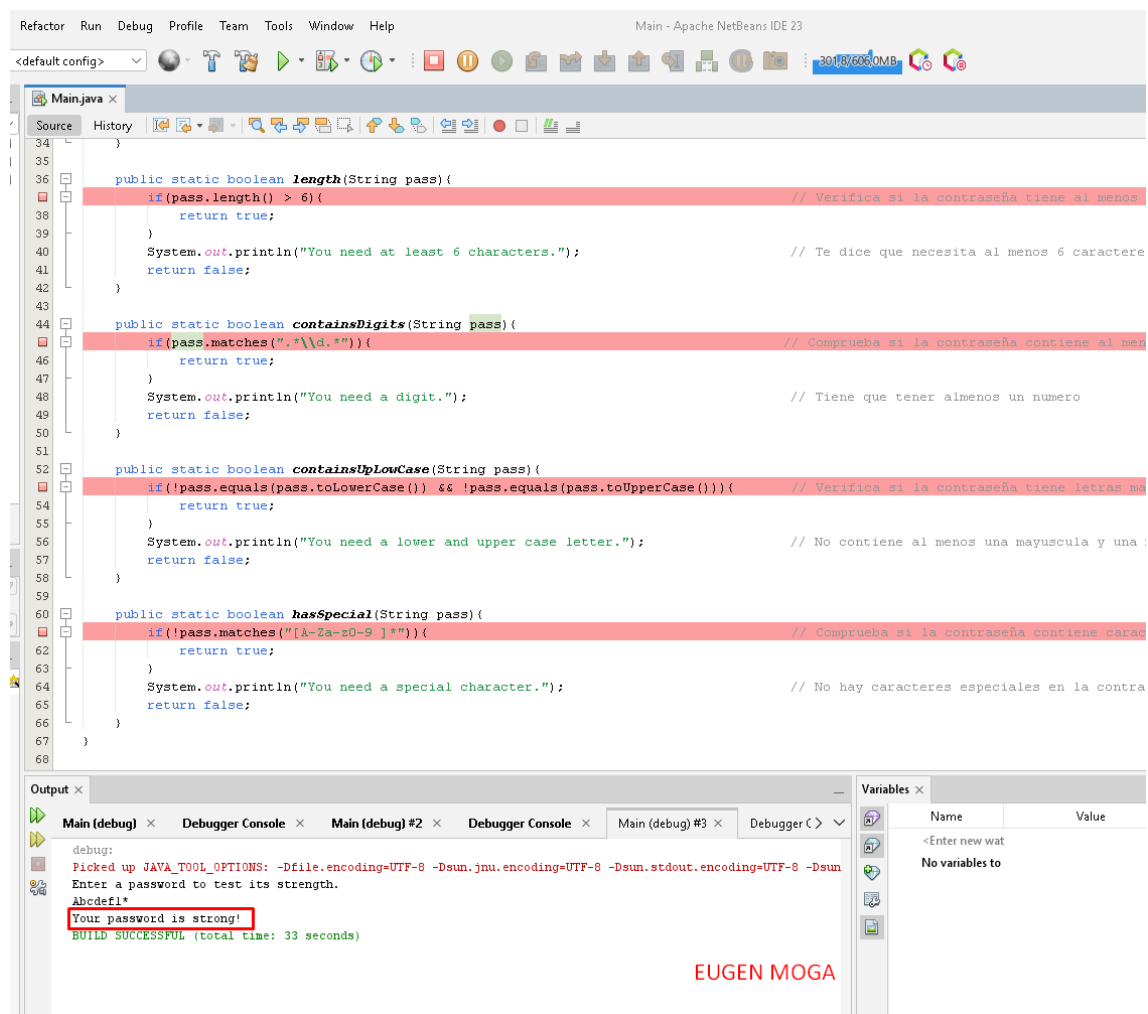 Refactor Run Debug Profile Team Tools Window Help Main - Apache NetBeans IDE 23
<default config> 301,8/606,0MB
Main.java
Source History
34 }
35
36 public static boolean length(String pass){
if(pass.length() > 6){ // Verifica si la contraseña tiene al menos
38 return true;
39 }
40 System.out.println("You need at least 6 characters."); // Te dice que necesita al menos 6 caractere
41 return false;
42 }
43
44 public static boolean containsDigits(String pass){
if(pass.matches(".*\\d.*")){ // Comprueba si la contraseña contiene al men
46 return true;
47 }
48 System.out.println("You need a digit."); // Tiene que tener almenos un numero
49 return false;
50 }
51
52 public static boolean containsUpLowCase(String pass){
if(!pass.equals(pass.toLowerCase()) && !pass.equals(pass.toUpperCase())){ // Verifica si la contraseña tiene letras ma
54 return true;
55 }
56 System.out.println("You need a lower and upper case letter."); // No contiene al menos una mayuscula y una
57 return false;
58 }
59
60 public static boolean hasSpecial(String pass){
if(!pass.matches("[A-Za-z0-9 ]*")){ // Comprueba si la contraseña contiene carac
62 return true;
63 }
64 System.out.println("You need a special character."); // No hay caracteres especiales en la contra
65 return false;
66 }
67 }
68
Output Variables
Main (debug) Debugger Console Main (debug) #2 Debugger Console Main (debug) #3 Debugger C Name Value
debug: <Enter new wat
Picked up JAVA_TOOL_OPTIONS: -Dfile.encoding=UTF-8 -Dsun.jnu.encoding=UTF-8 -Dsun.stdout.encoding=UTF-8 -Dsun No variables to
Enter a password to test its strength.
Abcdef1*
Your password is strong!
BUILD SUCCESSFUL (total time: 33 seconds)
EUGEN MOGA